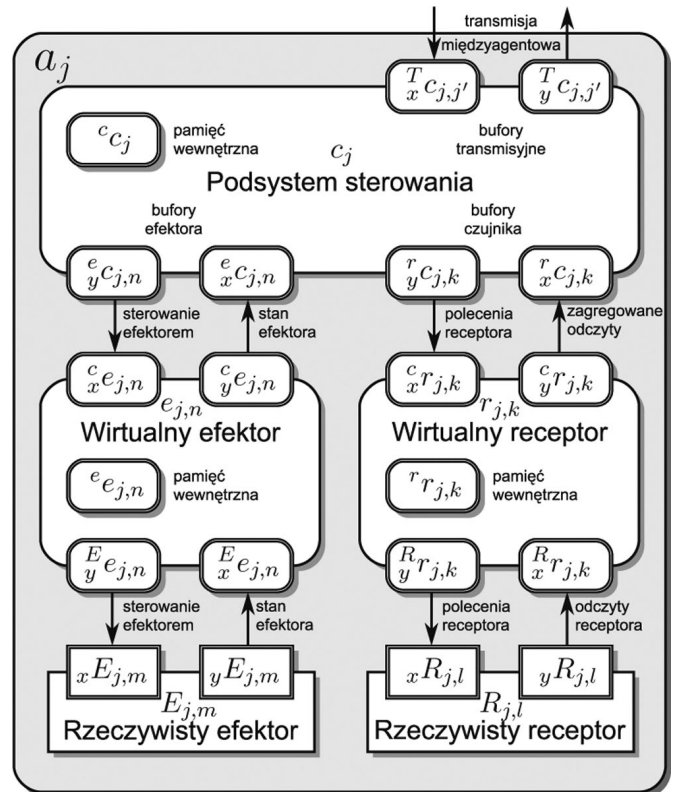 transmisja
międzyagentowa
a_j
^T_x c_{j,j'} ^T_y c_{j,j'}
^c c_j pamięć
wewnętrzna
bufory
transmisyjne
c_j
Podsystem sterowania
bufory
efektora
bufory
czujnika
^e_y c_{j,n} ^e_x c_{j,n} ^r_y c_{j,k} ^r_x c_{j,k}
sterowanie
efektorem
stan
efektora
polecenia
receptora
zagregowane
odczyty
^c_x e_{j,n} ^c_y e_{j,n} ^c_x r_{j,k} ^c_y r_{j,k}
e_{j,n} r_{j,k}
Wirtualny efektor Wirtualny receptor
^e e_{j,n} pamięć
wewnętrzna
^r r_{j,k} pamięć
wewnętrzna
^E_y e_{j,n} ^E_x e_{j,n} ^R_y r_{j,k} ^R_x r_{j,k}
sterowanie
efektorem
stan
efektora
polecenia
receptora
odczyty
receptora
_x E_{j,m} _y E_{j,m} _x R_{j,l} _y R_{j,l}
E_{j,m} R_{j,l}
Rzeczywisty efektor Rzeczywisty receptor